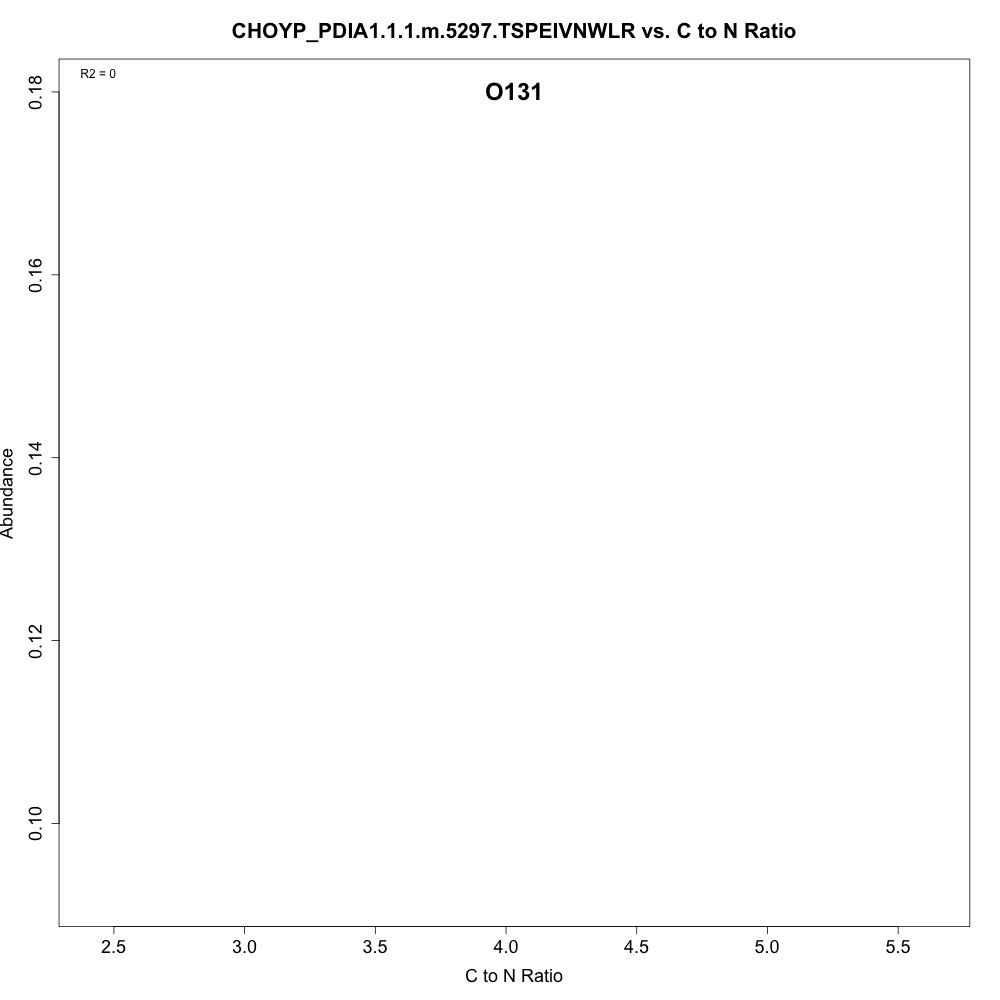 CHOYP_PDIA1.1.1.m.5297.TSPEIVNWLR vs. C to N Ratio
R2 = 0
O131
0.18
0.16
0.14
0.12
0.10
Abundance
2.5 3.0 3.5 4.0 4.5 5.0 5.5
C to N Ratio